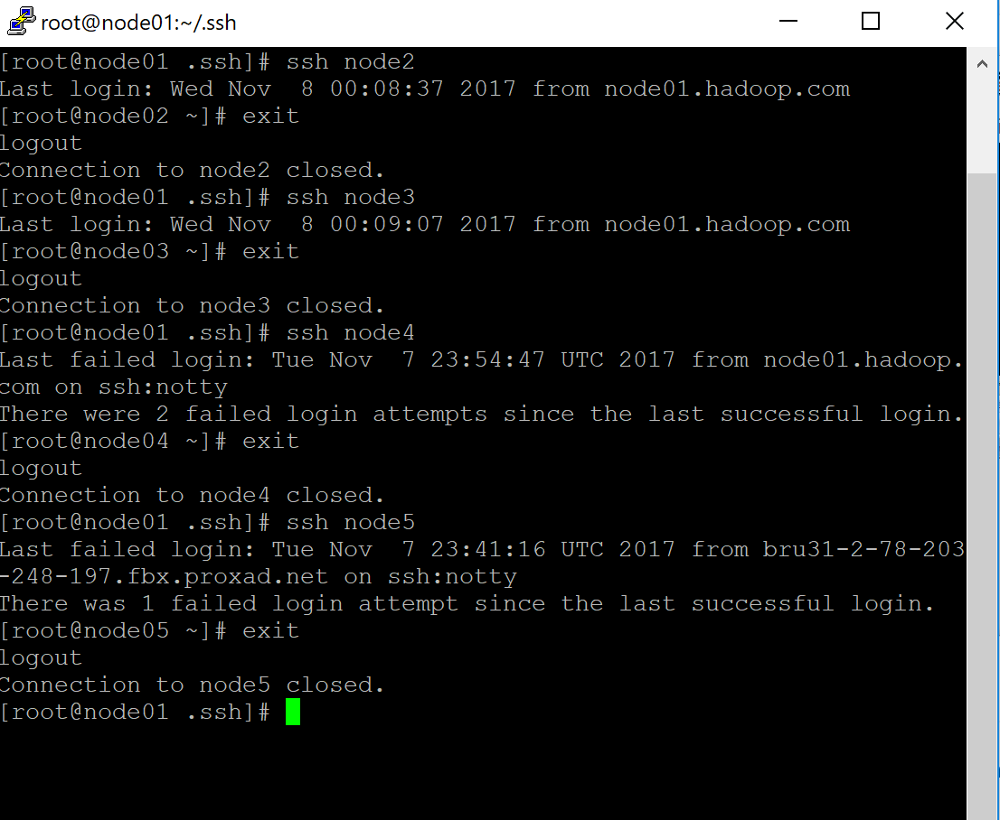 root@node01:~/.ssh
[root@node01 .ssh]# ssh node2
Last login: Wed Nov  8 00:08:37 2017 from node01.hadoop.com
[root@node02 ~]# exit
logout
Connection to node2 closed.
[root@node01 .ssh]# ssh node3
Last login: Wed Nov  8 00:09:07 2017 from node01.hadoop.com
[root@node03 ~]# exit
logout
Connection to node3 closed.
[root@node01 .ssh]# ssh node4
Last failed login: Tue Nov  7 23:54:47 UTC 2017 from node01.hadoop.
com on ssh:notty
There were 2 failed login attempts since the last successful login.
[root@node04 ~]# exit
logout
Connection to node4 closed.
[root@node01 .ssh]# ssh node5
Last failed login: Tue Nov  7 23:41:16 UTC 2017 from bru31-2-78-203
-248-197.fbx.proxad.net on ssh:notty
There was 1 failed login attempt since the last successful login.
[root@node05 ~]# exit
logout
Connection to node5 closed.
[root@node01 .ssh]#